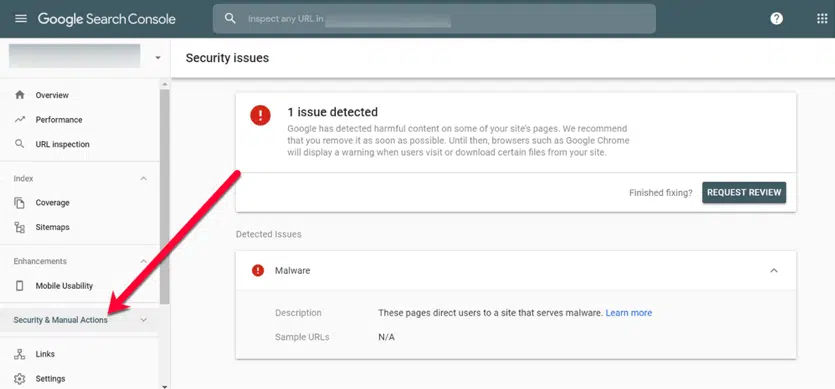 Google Search Console
Inspect any URL in
Security issues
Overview
Performance
URL inspection
Index
Coverage
Sitemaps
Enhancements
Mobile Usability
Security & Manual Actions
Links
Settings
1 issue detected
Google has detected harmful content on some of your site's pages. We recommend
that you remove it as soon as possible. Until then, browsers such as Google Chrome
will display a warning when users visit or download certain files from your site.
Finished fixing? REQUEST REVIEW
Detected Issues
Malware
Description These pages direct users to a site that serves malware. Learn more
Sample URLs N/A